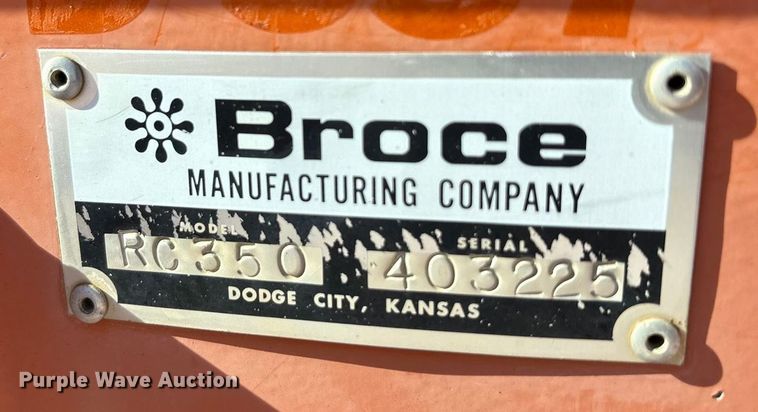 Broce
MANUFACTURING COMPANY
MODEL SERIAL
RC350 403225
DODGE CITY, KANSAS
Purple Wave Auction